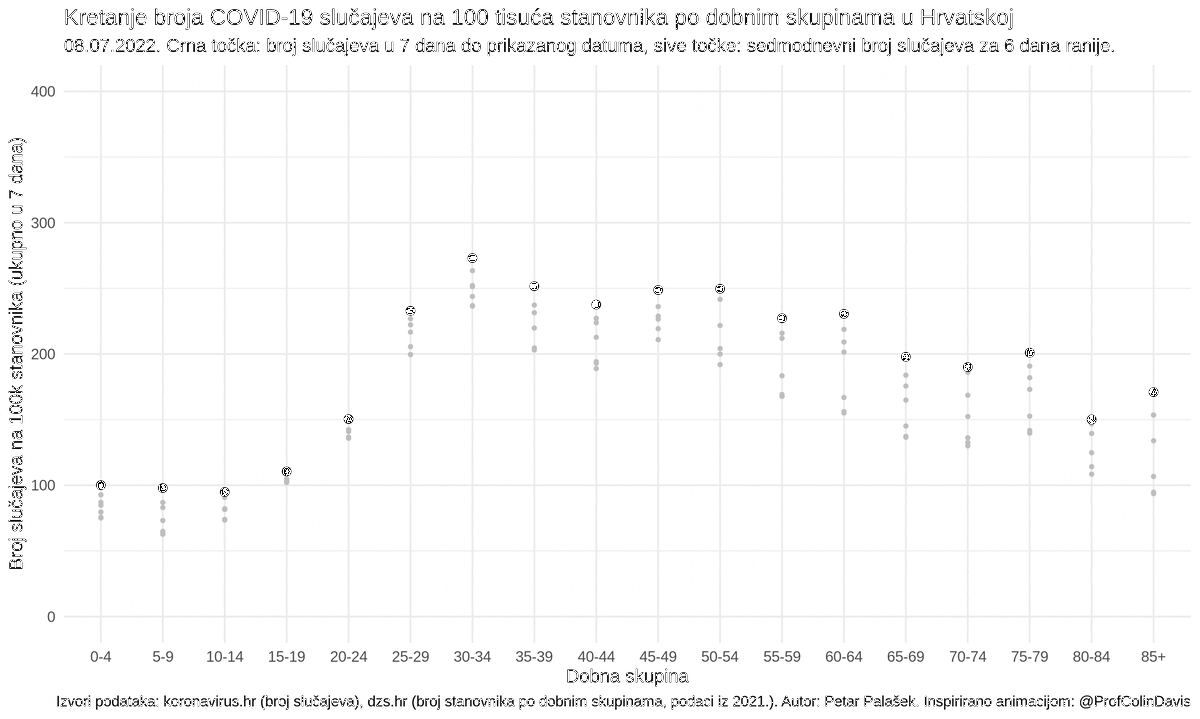 Kretanje broja COVID-19 slučajeva na 100 tisuća stanovnika po dobnim skupinama u Hrvatskoj
08.07.2022. Crna točka: broj slučajeva u 7 dana do prikazanog datuma, sive točke: sedmodnevni broj slučajeva za 6 dana ranije.
Broj slučajeva na 100k stanovnika (ukupno u 7 dana)
400
300
200
100
0
0-4 5-9 10-14 15-19 20-24 25-29 30-34 35-39 40-44 45-49 50-54 55-59 60-64 65-69 70-74 75-79 80-84 85+
Dobna skupina
Izvori podataka: koronavirus.hr (broj slučajeva), dzs.hr (broj stanovnika po dobnim skupinama, podaci iz 2021.). Autor: Petar Palašek. Inspirirano animacijom: @ProfColinDavis